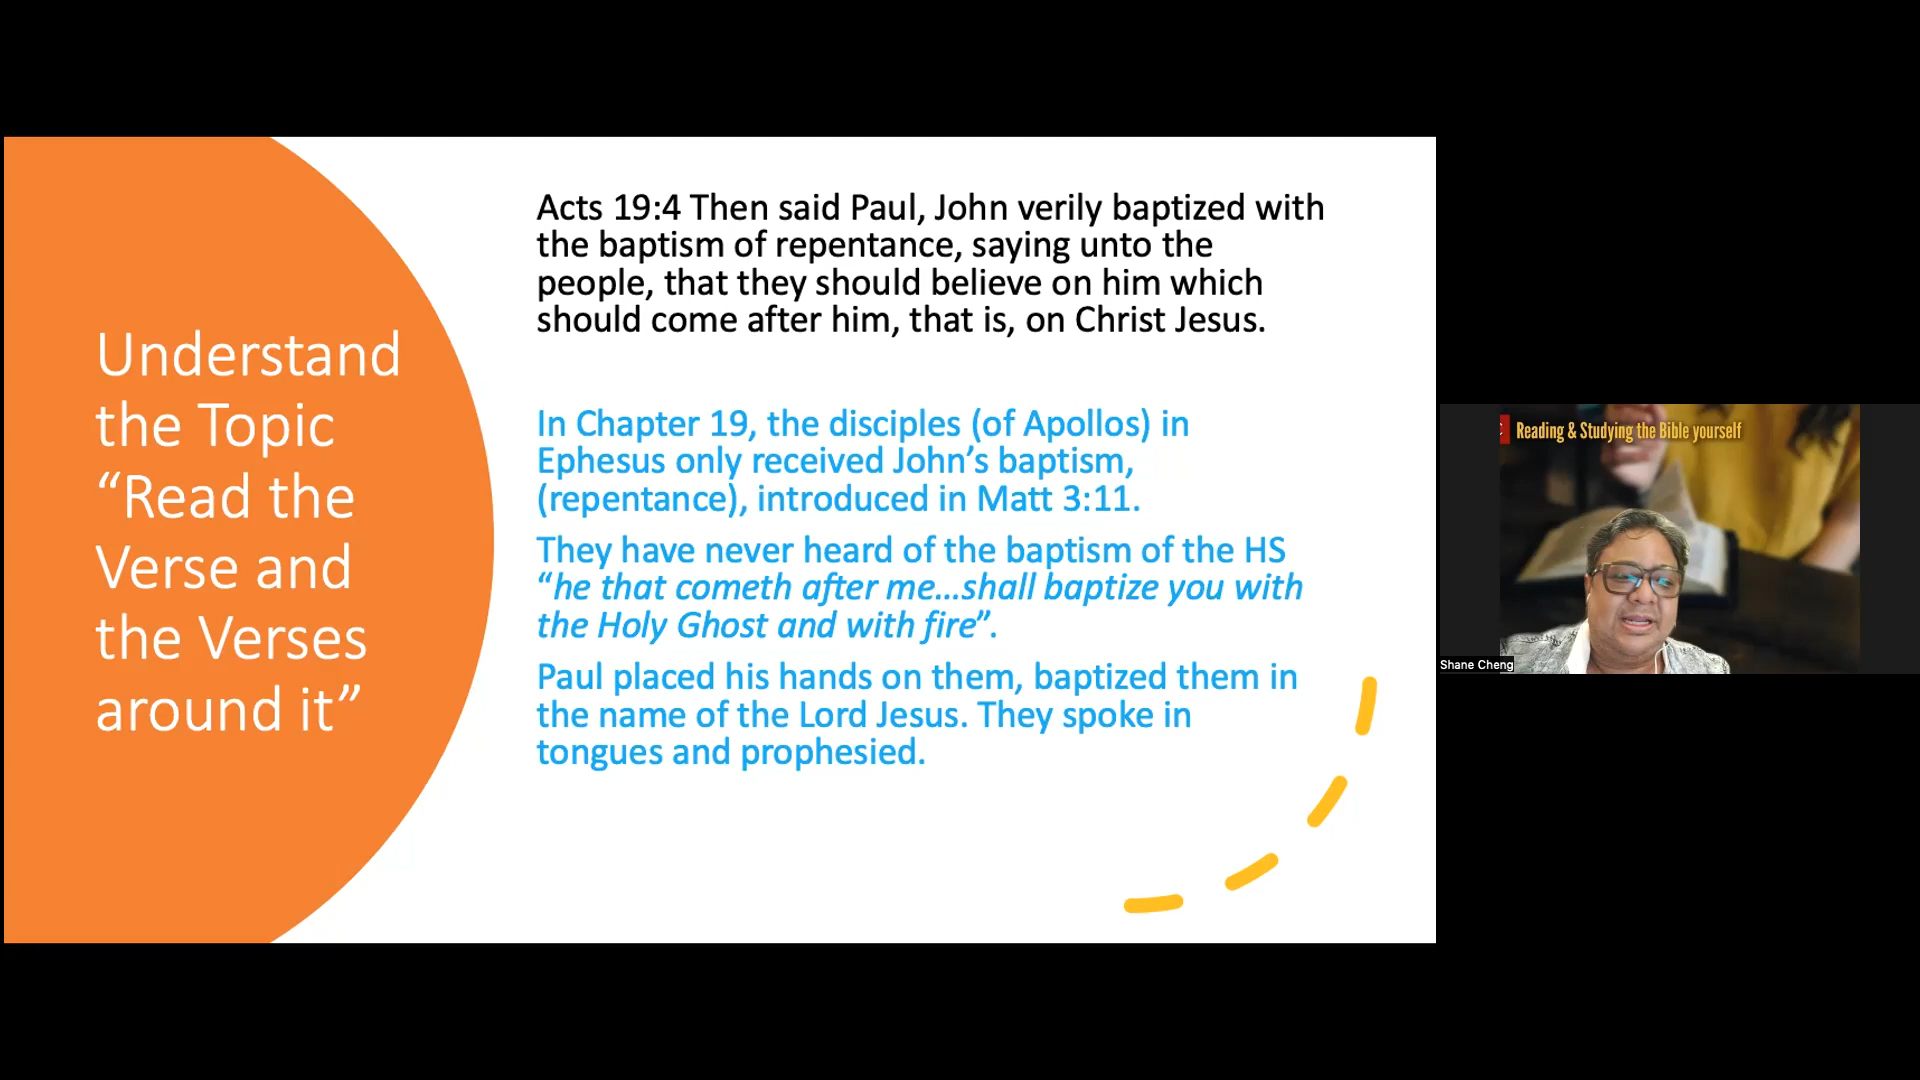 Understand
the Topic
“Read the
Verse and
the Verses
around it”
Acts 19:4 Then said Paul, John verily baptized with
the baptism of repentance, saying unto the
people, that they should believe on him which
should come after him, that is, on Christ Jesus.
In Chapter 19, the disciples (of Apollos) in
Ephesus only received John’s baptism,
(repentance), introduced in Matt 3:11.
They have never heard of the baptism of the HS
“he that cometh after me...shall baptize you with
the Holy Ghost and with fire”.
Paul placed his hands on them, baptized them in
the name of the Lord Jesus. They spoke in
tongues and prophesied.
Reading & Studying the Bible yourself
Shane Cheng